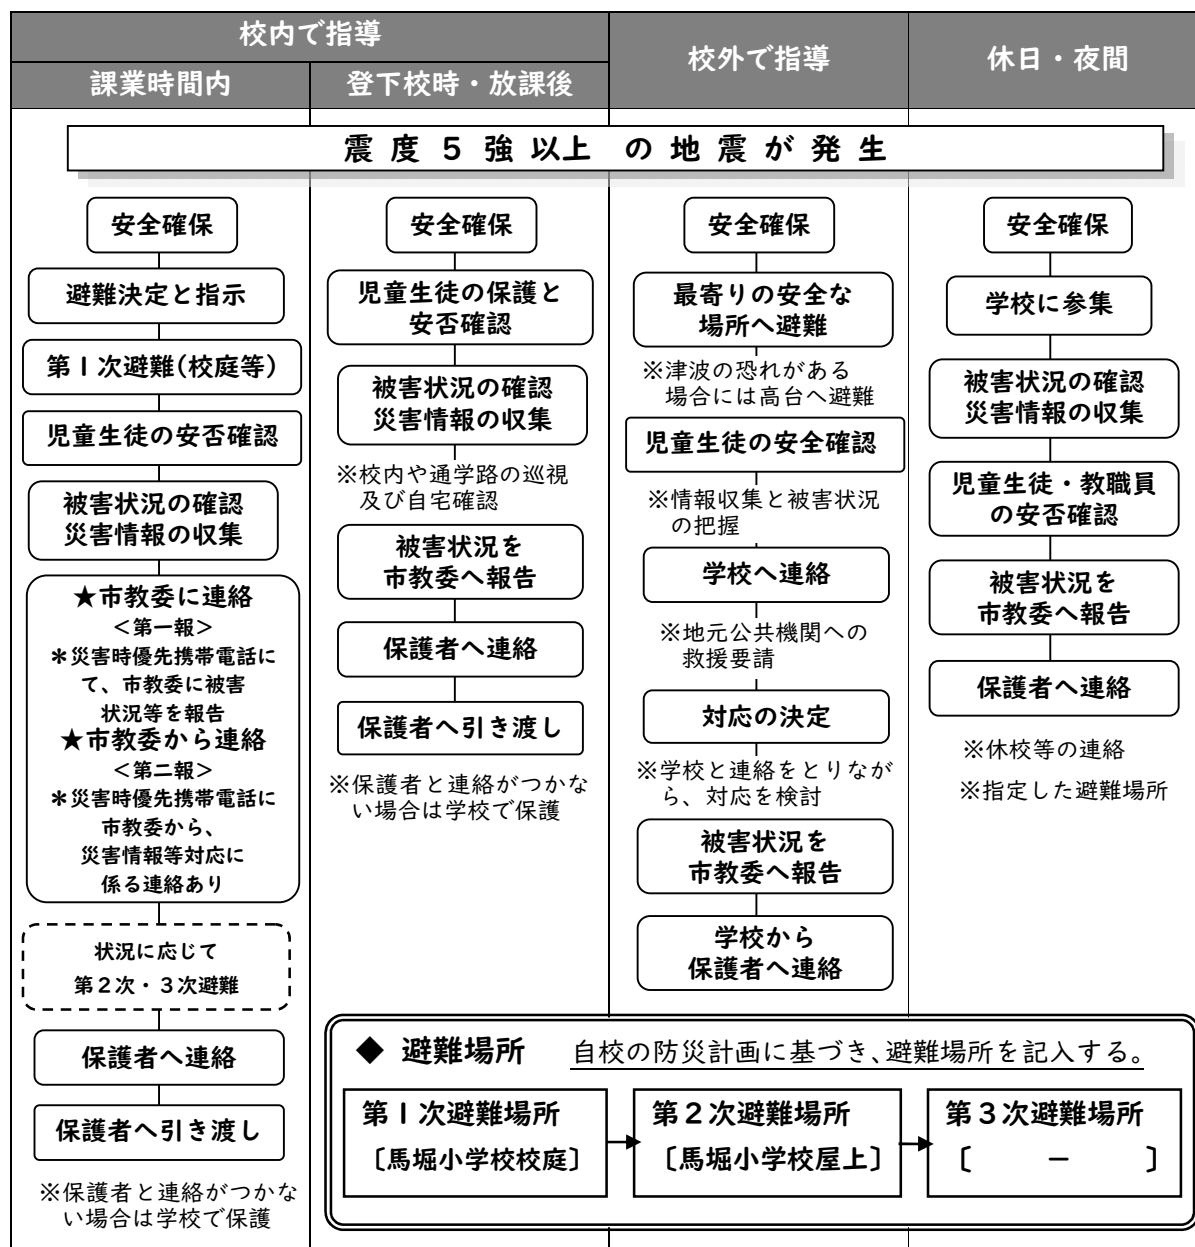 校内で指導
課業時間内
登下校時・放課後
校外で指導
休日・夜間
震度５強以上 の地震が発生
安全確保
避難決定と指示
第１次避難(校庭等)
児童生徒の安否確認
被害状況の確認
災害情報の収集
★市教委に連絡
＜第一報＞
＊災害時優先携帯電話に
て、市教委に被害
状況等を報告
★市教委から連絡
＜第二報＞
＊災害時優先携帯電話に
市教委から、
災害情報等対応に
係る連絡あり
状況に応じて
第２次・３次避難
保護者へ連絡
保護者へ引き渡し
※保護者と連絡がつかな
い場合は学校で保護
安全確保
児童生徒の保護と
安否確認
被害状況の確認
災害情報の収集
※校内や通学路の巡視
及び自宅確認
被害状況を
市教委へ報告
保護者へ連絡
保護者へ引き渡し
※保護者と連絡がつかな
い場合は学校で保護
安全確保
最寄りの安全な
場所へ避難
※津波の恐れがある
場合には高台へ避難
児童生徒の安全確認
※情報収集と被害状況
の把握
学校へ連絡
※地元公共機関への
救援要請
対応の決定
※学校と連絡をとりなが
ら、対応を検討
被害状況を
市教委へ報告
学校から
保護者へ連絡
安全確保
学校に参集
被害状況の確認
災害情報の収集
児童生徒・教職員
の安否確認
被害状況を
市教委へ報告
保護者へ連絡
※休校等の連絡
※指定した避難場所
◆ 避難場所 自校の防災計画に基づき、避難場所を記入する。
第１次避難場所
〔馬堀小学校校庭〕
第２次避難場所
〔馬堀小学校屋上〕
第３次避難場所
〔 － 〕